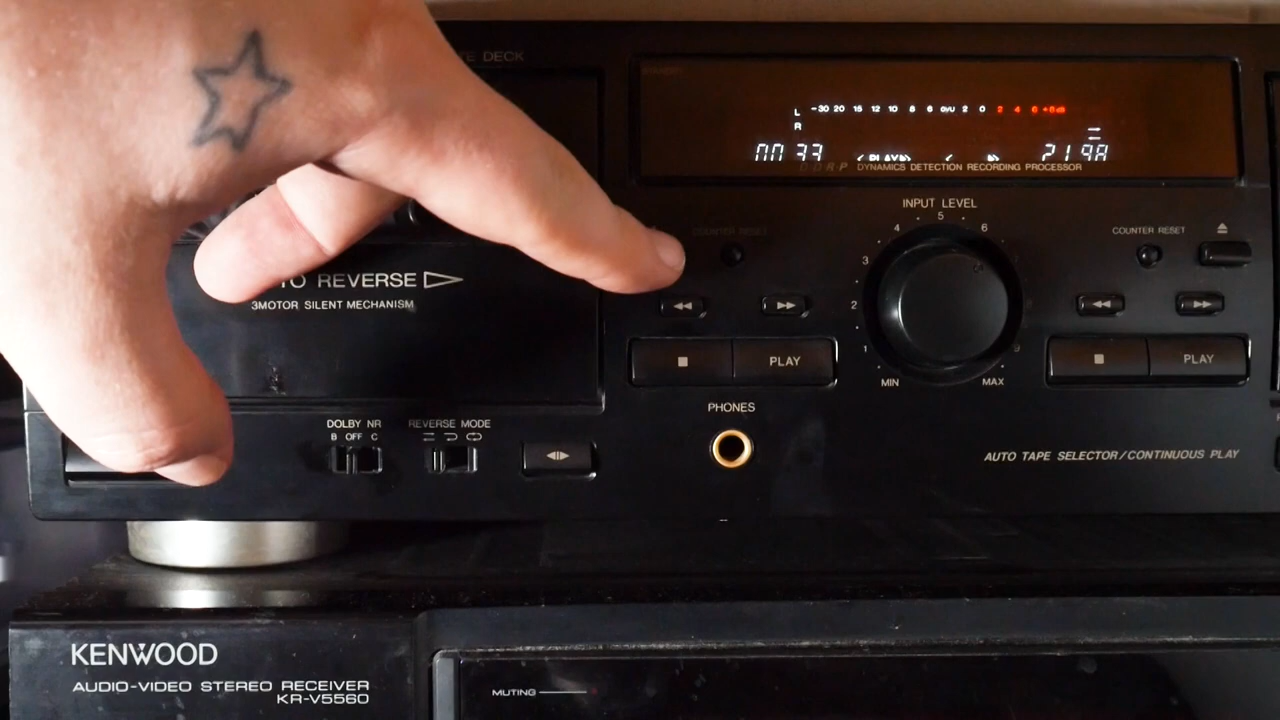 DECK
L -30 20 15 12 10 8 6 2 0 2 4 6 +8dB
R
PLAY
DYNAMICS DETECTION RECORDING PROCESSOR
COUNTER RESET
INPUT LEVEL
MIN 1 2 3 4 5 6 9 MAX
COUNTER RESET
REVERSE
3MOTOR SILENT MECHANISM
PLAY
PLAY
DOLBY NR
B OFF C
REVERSE MODE
PHONES
AUTO TAPE SELECTOR/CONTINUOUS PLAY
KENWOOD
AUDIO-VIDEO STEREO RECEIVER
KR-V5560
MUTING